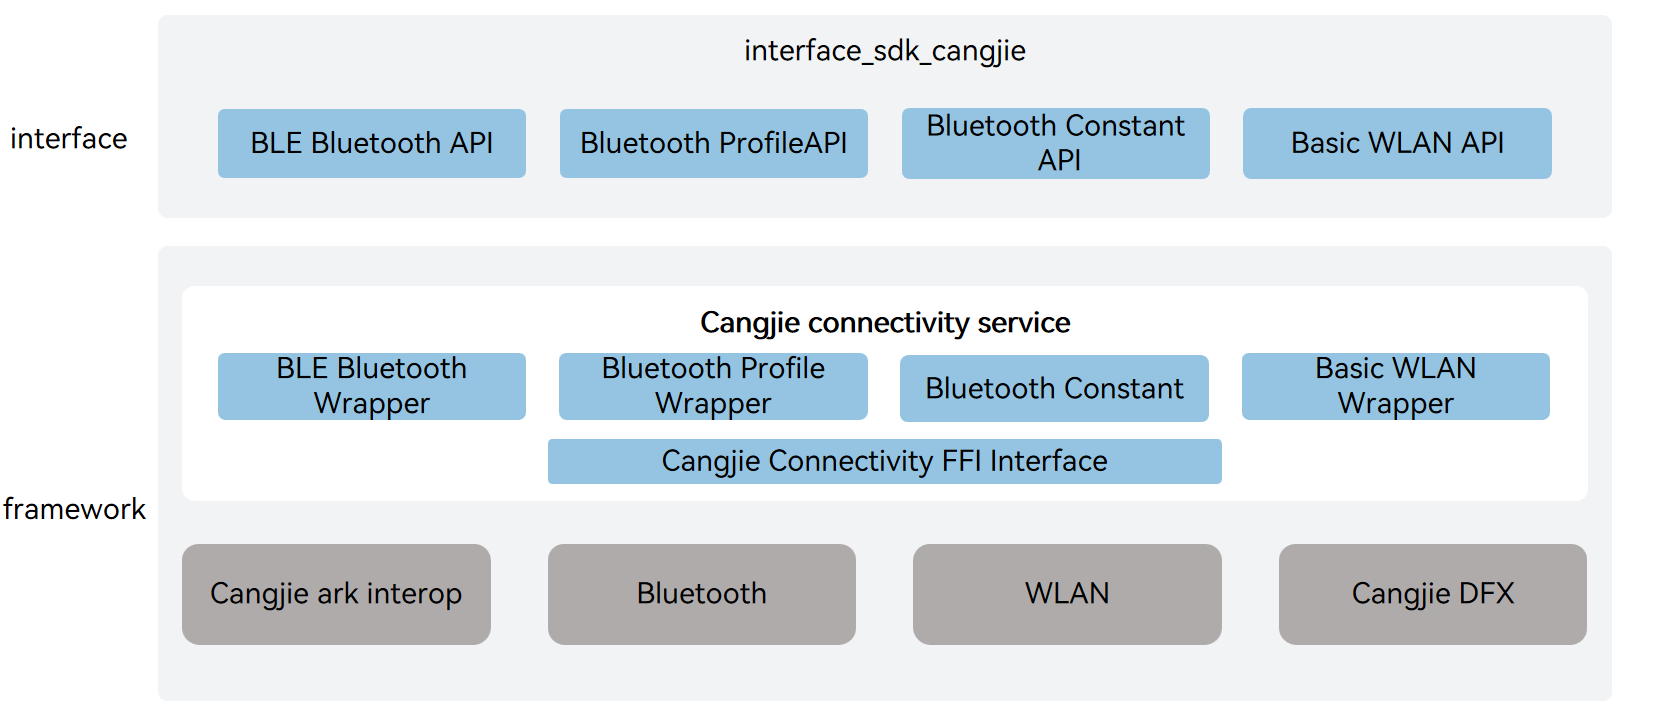 interface_sdk_cangjie
interface
BLE Bluetooth API
Bluetooth ProfileAPI
Bluetooth Constant
API
Basic WLAN API
Cangjie connectivity service
BLE Bluetooth
Wrapper
Bluetooth Profile
Wrapper
Bluetooth Constant
Basic WLAN
Wrapper
Cangjie Connectivity FFI Interface
framework
Cangjie ark interop
Bluetooth
WLAN
Cangjie DFX